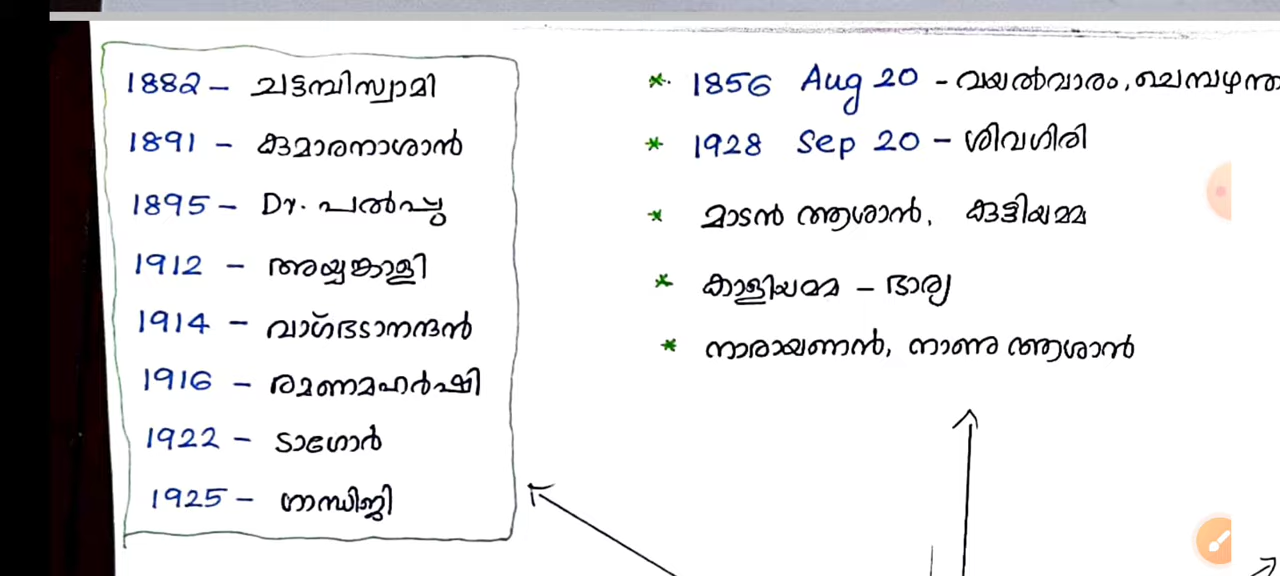 1882 - ചട്ടമ്പിസ്വാമി
1891 - കുമാരനാശാൻ
1895 - Dr. പൽപ്പു
1912 - അയ്യങ്കാളി
1914 - വാഗ്ഭടാനന്ദൻ
1916 - രമണമഹർഷി
1922 - ടാഗോർ
1925 - ഗാന്ധിജി
* 1856 Aug 20 - വയൽവാരം, ചെമ്പഴന്ത
* 1928 Sep 20 - ശിവഗിരി
* മാടൻ ആശാൻ, കുട്ടിയമ്മ
* കാളിയമ്മ - ഭാര്യ
* നാരായണൻ, നാണു ആശാൻ